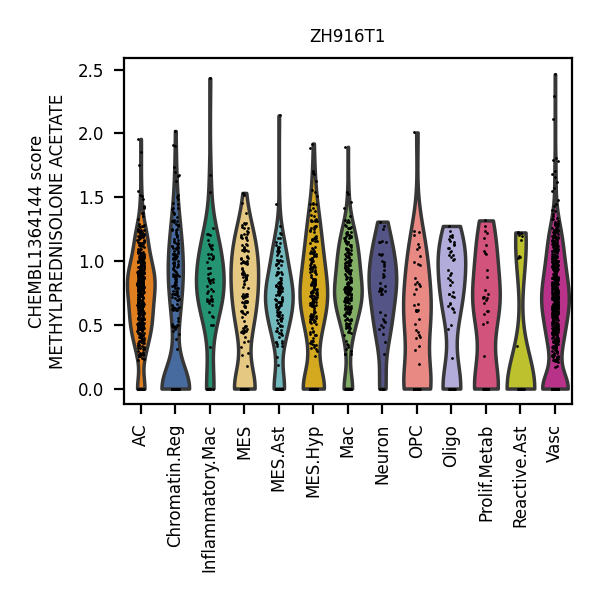 ZH916T1
CHEMBL1364144 score
METHYLPREDNISOLONE ACETATE
2.5
2.0
1.5
1.0
0.5
0.0
AC
Chromatin.Reg
Inflammatory.Mac
MES
MES.Ast
MES.Hyp
Mac
Neuron
OPC
Oligo
Prolif.Metab
Reactive.Ast
Vasc